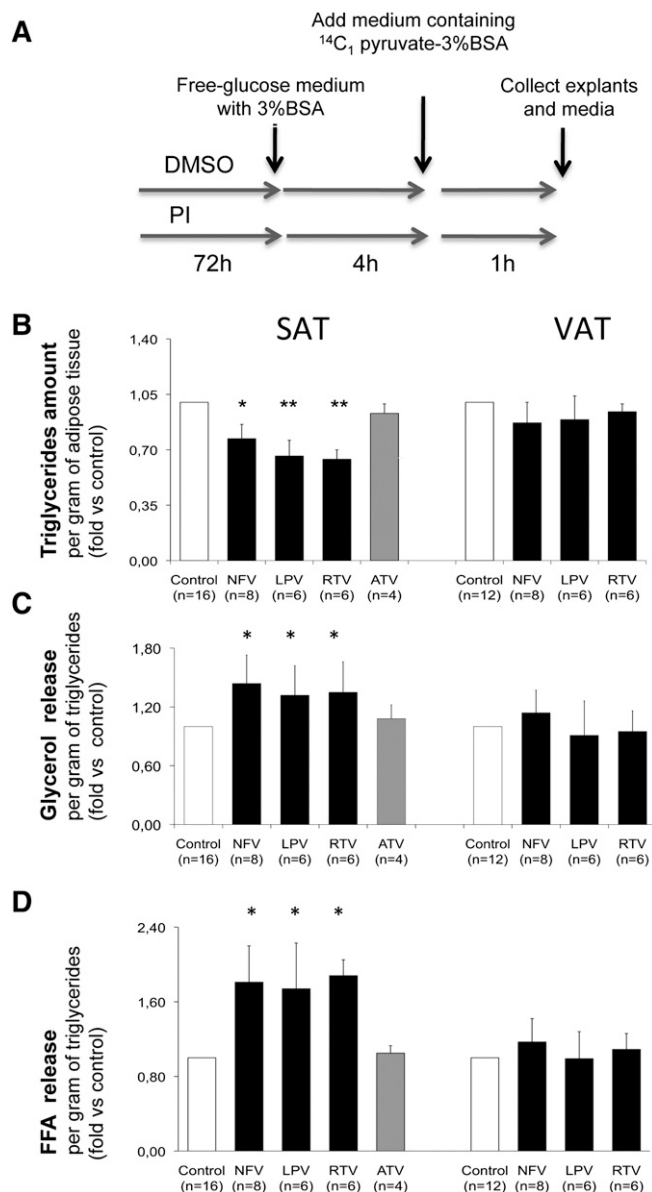 A
Add medium containing
¹⁴C₁ pyruvate-3%BSA
Free-glucose medium
with 3%BSA
Collect explants
and media
DMSO
PI
72h 4h 1h
B
SAT VAT
Triglycerides amount
per gram of adipose tissue
(fold vs control)
1,40
1,05
0,70
0,35
0,00
* ** **
Control NFV LPV RTV ATV Control NFV LPV RTV
(n=16) (n=8) (n=6) (n=6) (n=4) (n=12) (n=8) (n=6) (n=6)
C
Glycerol release
per gram of triglycerides
(fold vs control)
1,80
1,20
0,60
0,00
* * *
Control NFV LPV RTV ATV Control NFV LPV RTV
(n=16) (n=8) (n=6) (n=6) (n=4) (n=12) (n=8) (n=6) (n=6)
D
FFA release
per gram of triglycerides
(fold vs control)
2,40
1,60
0,80
0,00
* * *
Control NFV LPV RTV ATV Control NFV LPV RTV
(n=16) (n=8) (n=6) (n=6) (n=4) (n=12) (n=8) (n=6) (n=6)